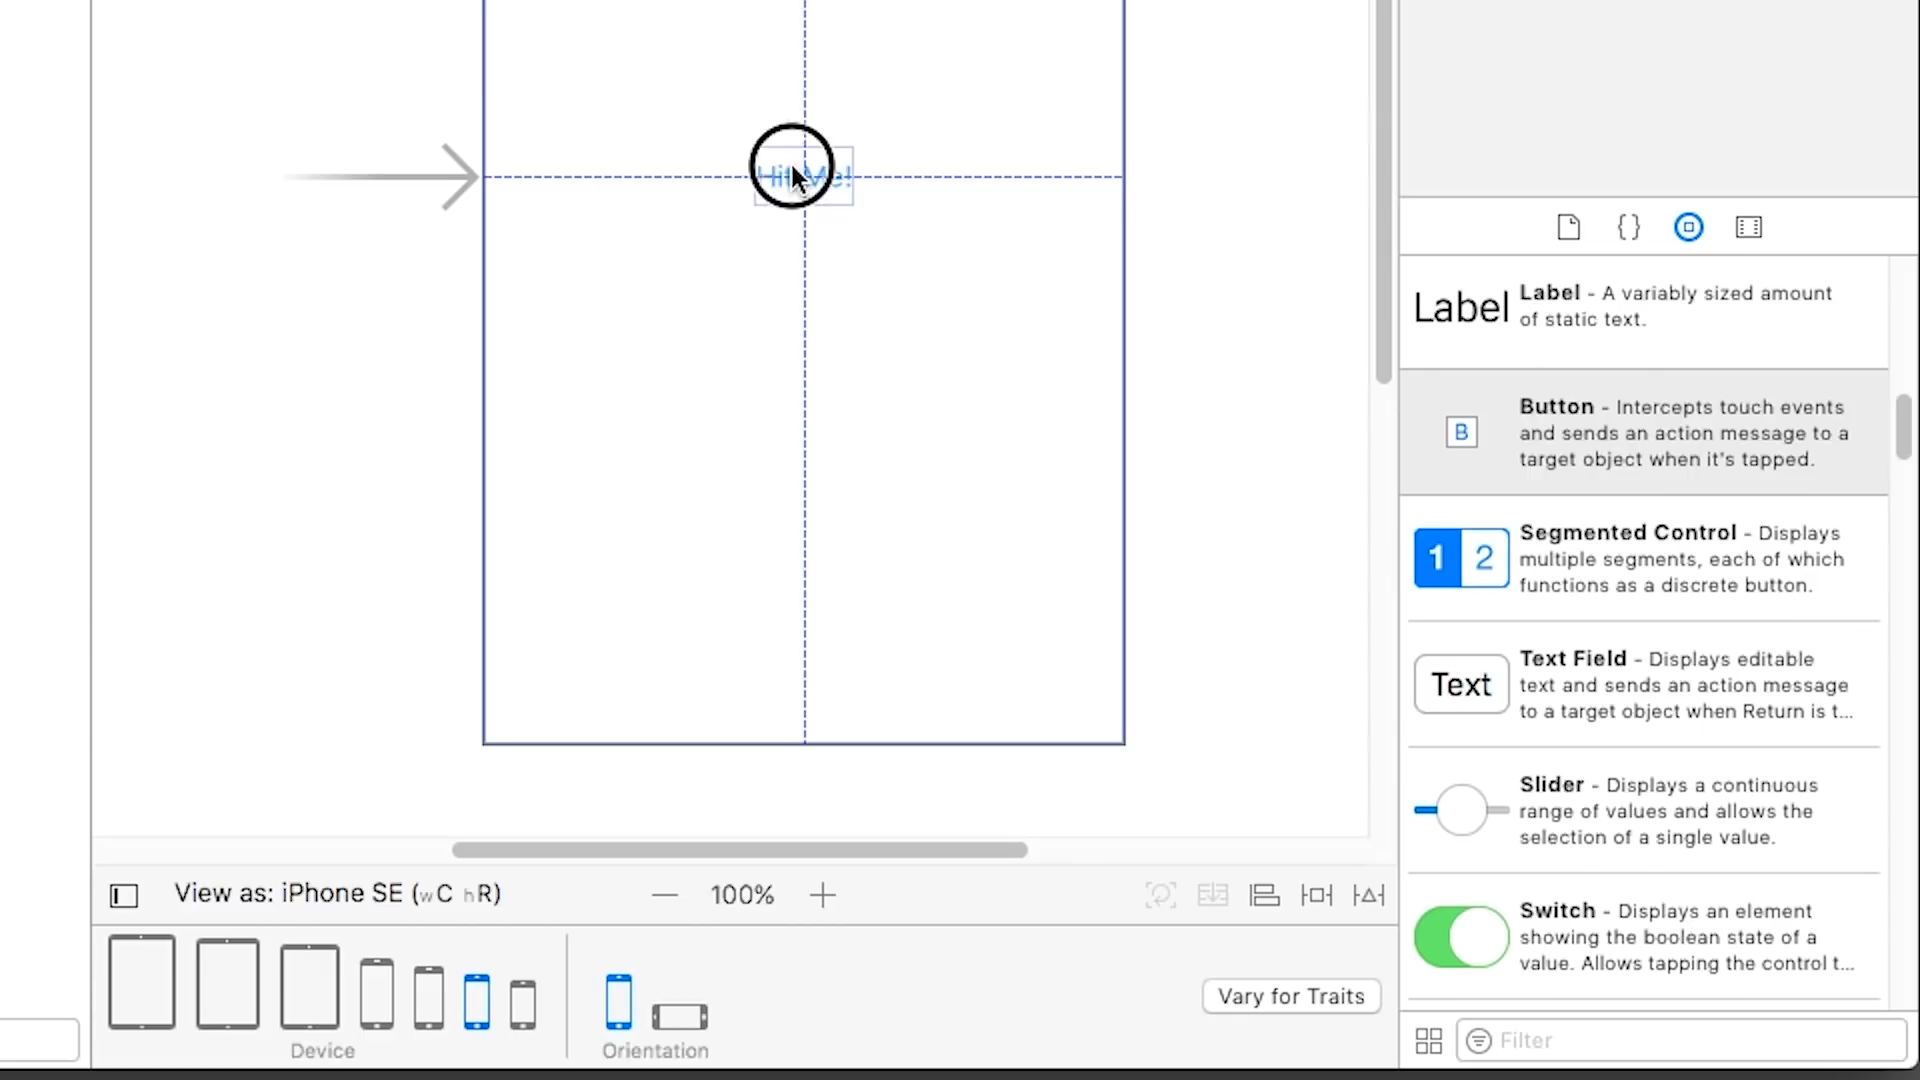 Hit Me!
{ }
Label
Label - A variably sized amount
of static text.
B
Button - Intercepts touch events
and sends an action message to a
target object when it's tapped.
1 2
Segmented Control - Displays
multiple segments, each of which
functions as a discrete button.
Text
Text Field - Displays editable
text and sends an action message
to a target object when Return is t...
Slider - Displays a continuous
range of values and allows the
selection of a single value.
Switch - Displays an element
showing the boolean state of a
value. Allows tapping the control t...
View as: iPhone SE (wC hR)
— 100% +
Vary for Traits
Device
Orientation
Filter